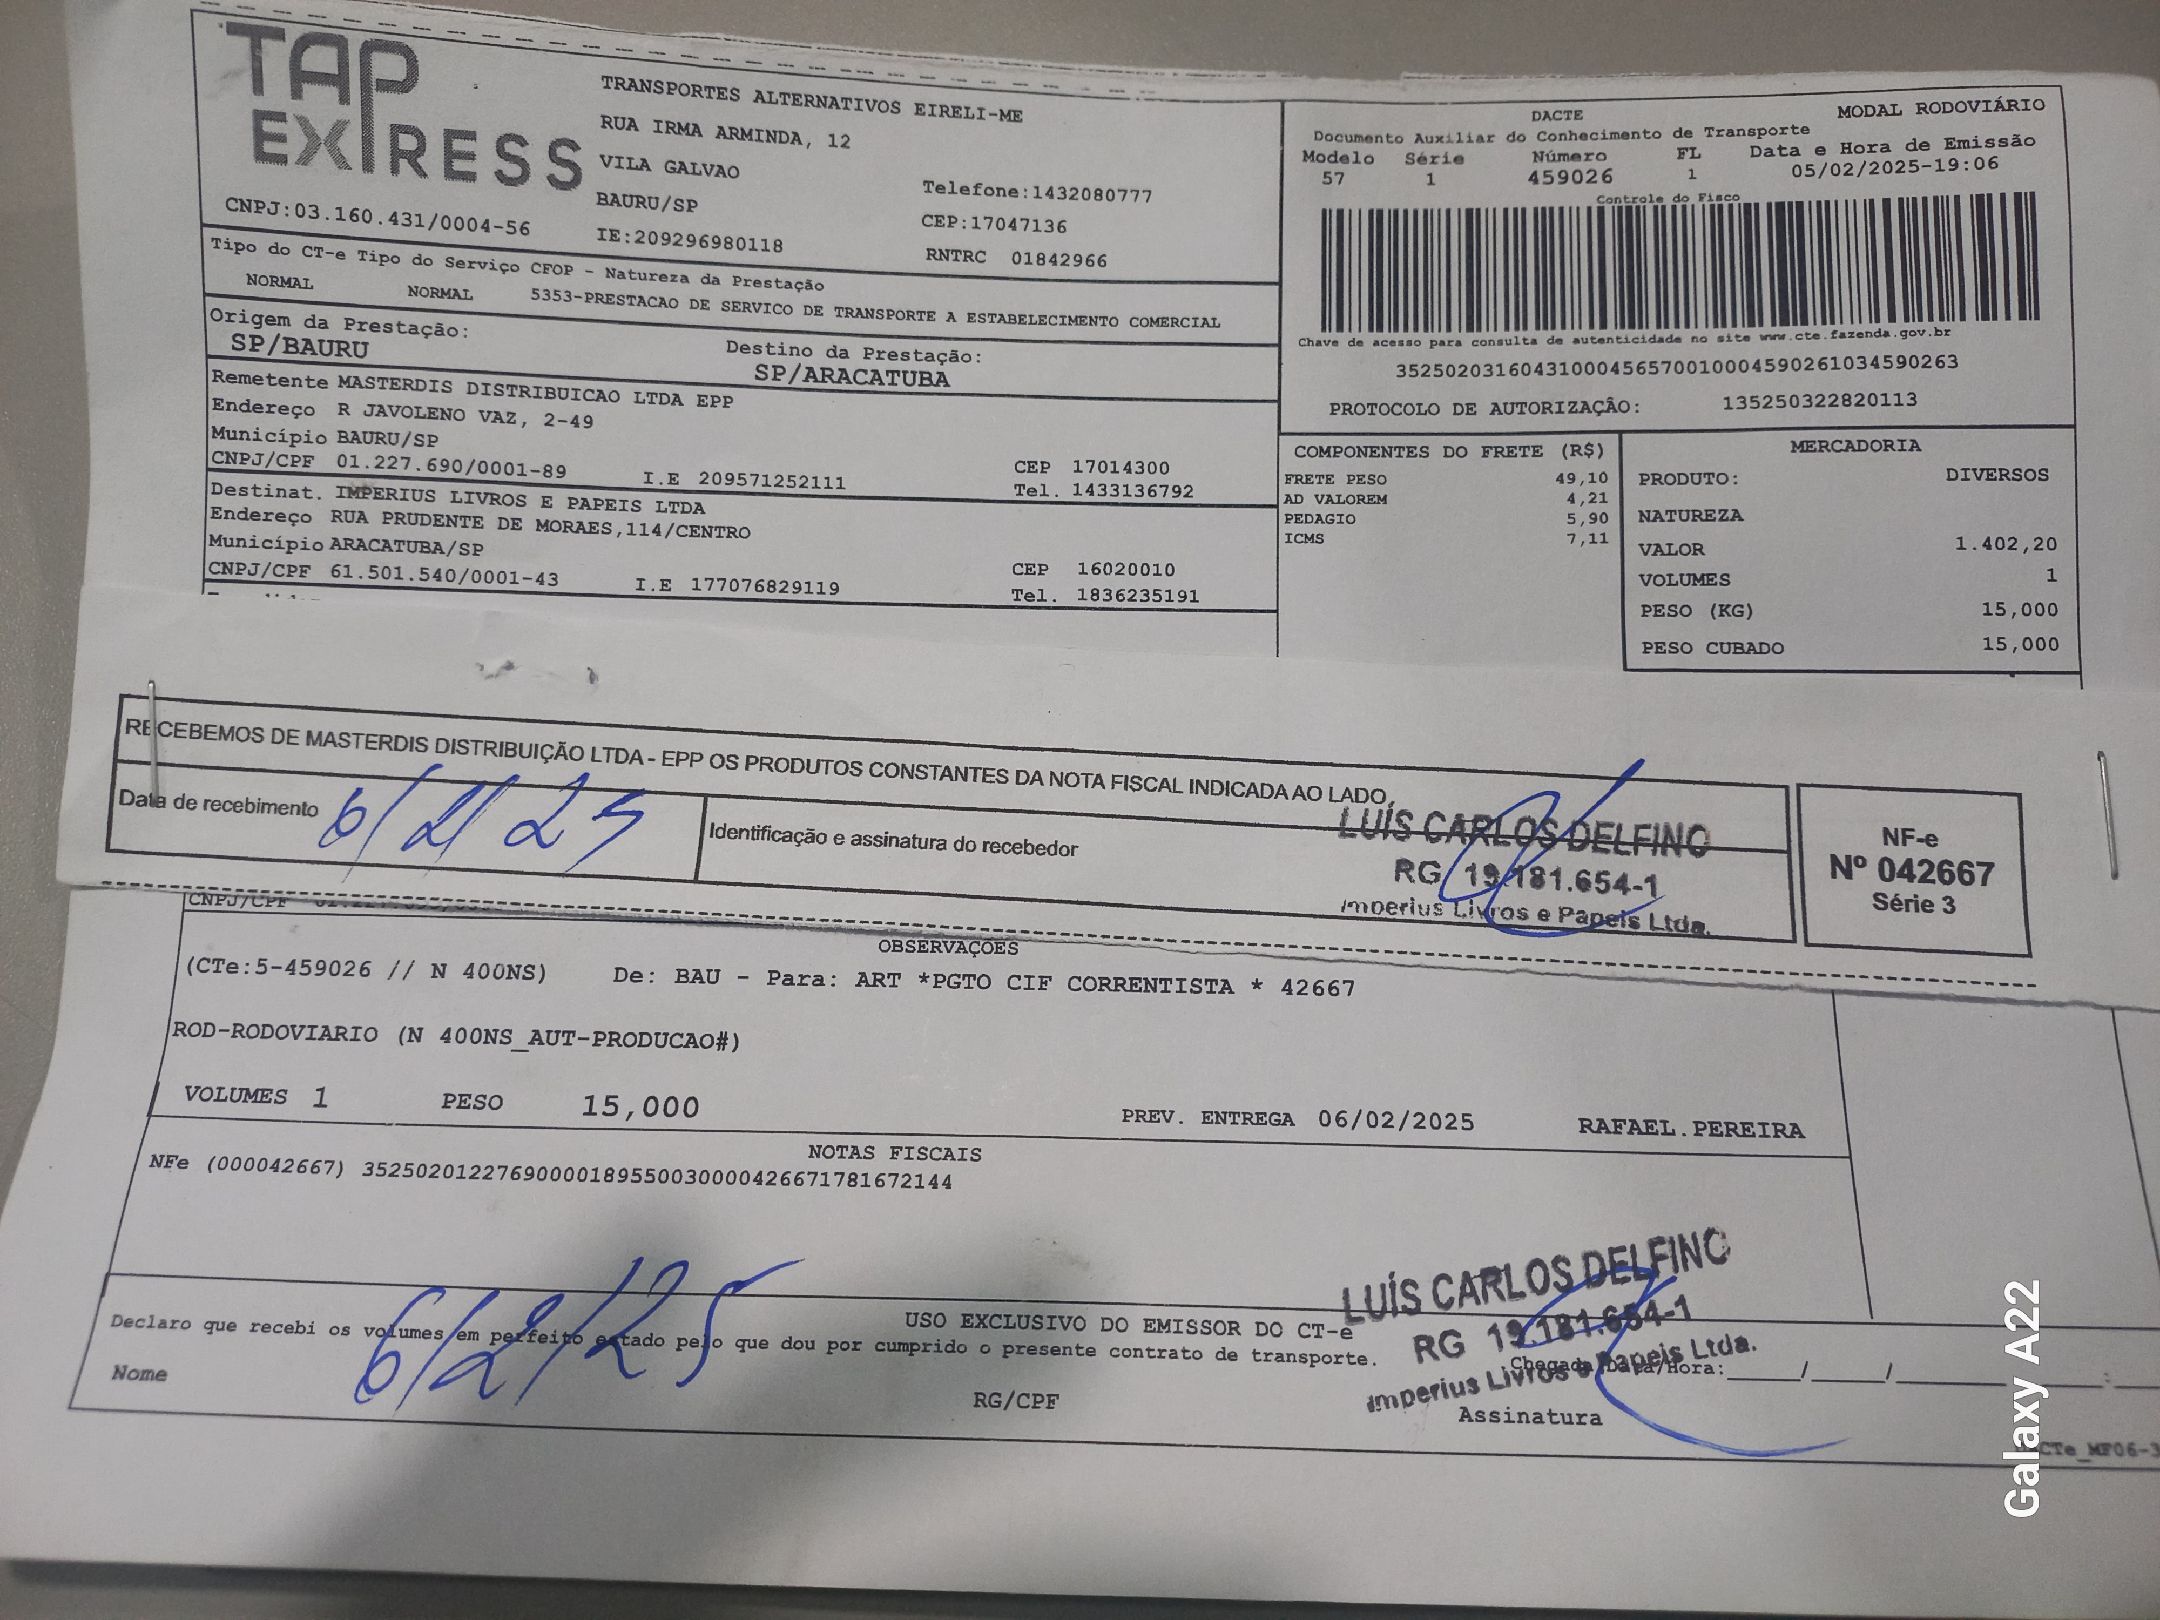 TAP EXPRESS
TRANSPORTES ALTERNATIVOS EIRELI-ME
RUA IRMA ARMINDA, 12
VILA GALVAO
BAURU/SP
IE:209296980118
Telefone:1432080777
CEP:17047136
RNTRC 01842966
CNPJ:03.160.431/0004-56
DACTE
MODAL RODOVIÁRIO
Documento Auxiliar do Conhecimento de Transporte
Modelo Série Número FL Data e Hora de Emissão
57 1 459026 1 05/02/2025-19:06
Controle do Fisco
Chave de acesso para consulta de autenticidade no site www.cte.fazenda.gov.br
35250203160431000456570010004590261034590263
PROTOCOLO DE AUTORIZAÇÃO: 135250322820113
Tipo do CT-e Tipo do Serviço CFOP - Natureza da Prestação
NORMAL NORMAL 5353-PRESTACAO DE SERVICO DE TRANSPORTE A ESTABELECIMENTO COMERCIAL
Origem da Prestação:
SP/BAURU
Destino da Prestação:
SP/ARACATUBA
Remetente MASTERDIS DISTRIBUICAO LTDA EPP
Endereço R JAVOLENO VAZ, 2-49
Município BAURU/SP
CNPJ/CPF 01.227.690/0001-89 I.E 209571252111
CEP 17014300
Tel. 1433136792
Destinat. IMPERIUS LIVROS E PAPEIS LTDA
Endereço RUA PRUDENTE DE MORAES,114/CENTRO
Município ARACATUBA/SP
CNPJ/CPF 61.501.540/0001-43 I.E 177076829119
CEP 16020010
Tel. 1836235191
COMPONENTES DO FRETE (R$)
FRETE PESO 49,10
AD VALOREM 4,21
PEDAGIO 5,90
ICMS 7,11
MERCADORIA
PRODUTO: DIVERSOS
NATUREZA
VALOR 1.402,20
VOLUMES 1
PESO (KG) 15,000
PESO CUBADO 15,000
RECEBEMOS DE MASTERDIS DISTRIBUIÇÃO LTDA - EPP OS PRODUTOS CONSTANTES DA NOTA FISCAL INDICADA AO LADO.
Data de recebimento 6/2/25
Identificação e assinatura do recebedor
LUÍS CARLOS DELFINO
RG 19.181.654-1
Imperius Livros e Papeis Ltda.
NF-e
Nº 042667
Série 3
CNPJ/CPF
OBSERVAÇOES
(CTe:5-459026 // N 400NS) De: BAU - Para: ART *PGTO CIF CORRENTISTA * 42667
ROD-RODOVIARIO (N 400NS_AUT-PRODUCAO#)
VOLUMES 1 PESO 15,000 PREV. ENTREGA 06/02/2025 RAFAEL.PEREIRA
NOTAS FISCAIS
NFe (000042667) 35250201227690000189550030000426671781672144
USO EXCLUSIVO DO EMISSOR DO CT-e
Declaro que recebi os volumes em perfeito estado pelo que dou por cumprido o presente contrato de transporte.
6/2/25
Nome
RG/CPF
LUÍS CARLOS DELFINO
RG 19.181.654-1
Imperius Livros e Papeis Ltda.
Chegada Data/Hora:_____/_____/
Assinatura
CTe_MF06-3
Galaxy A22